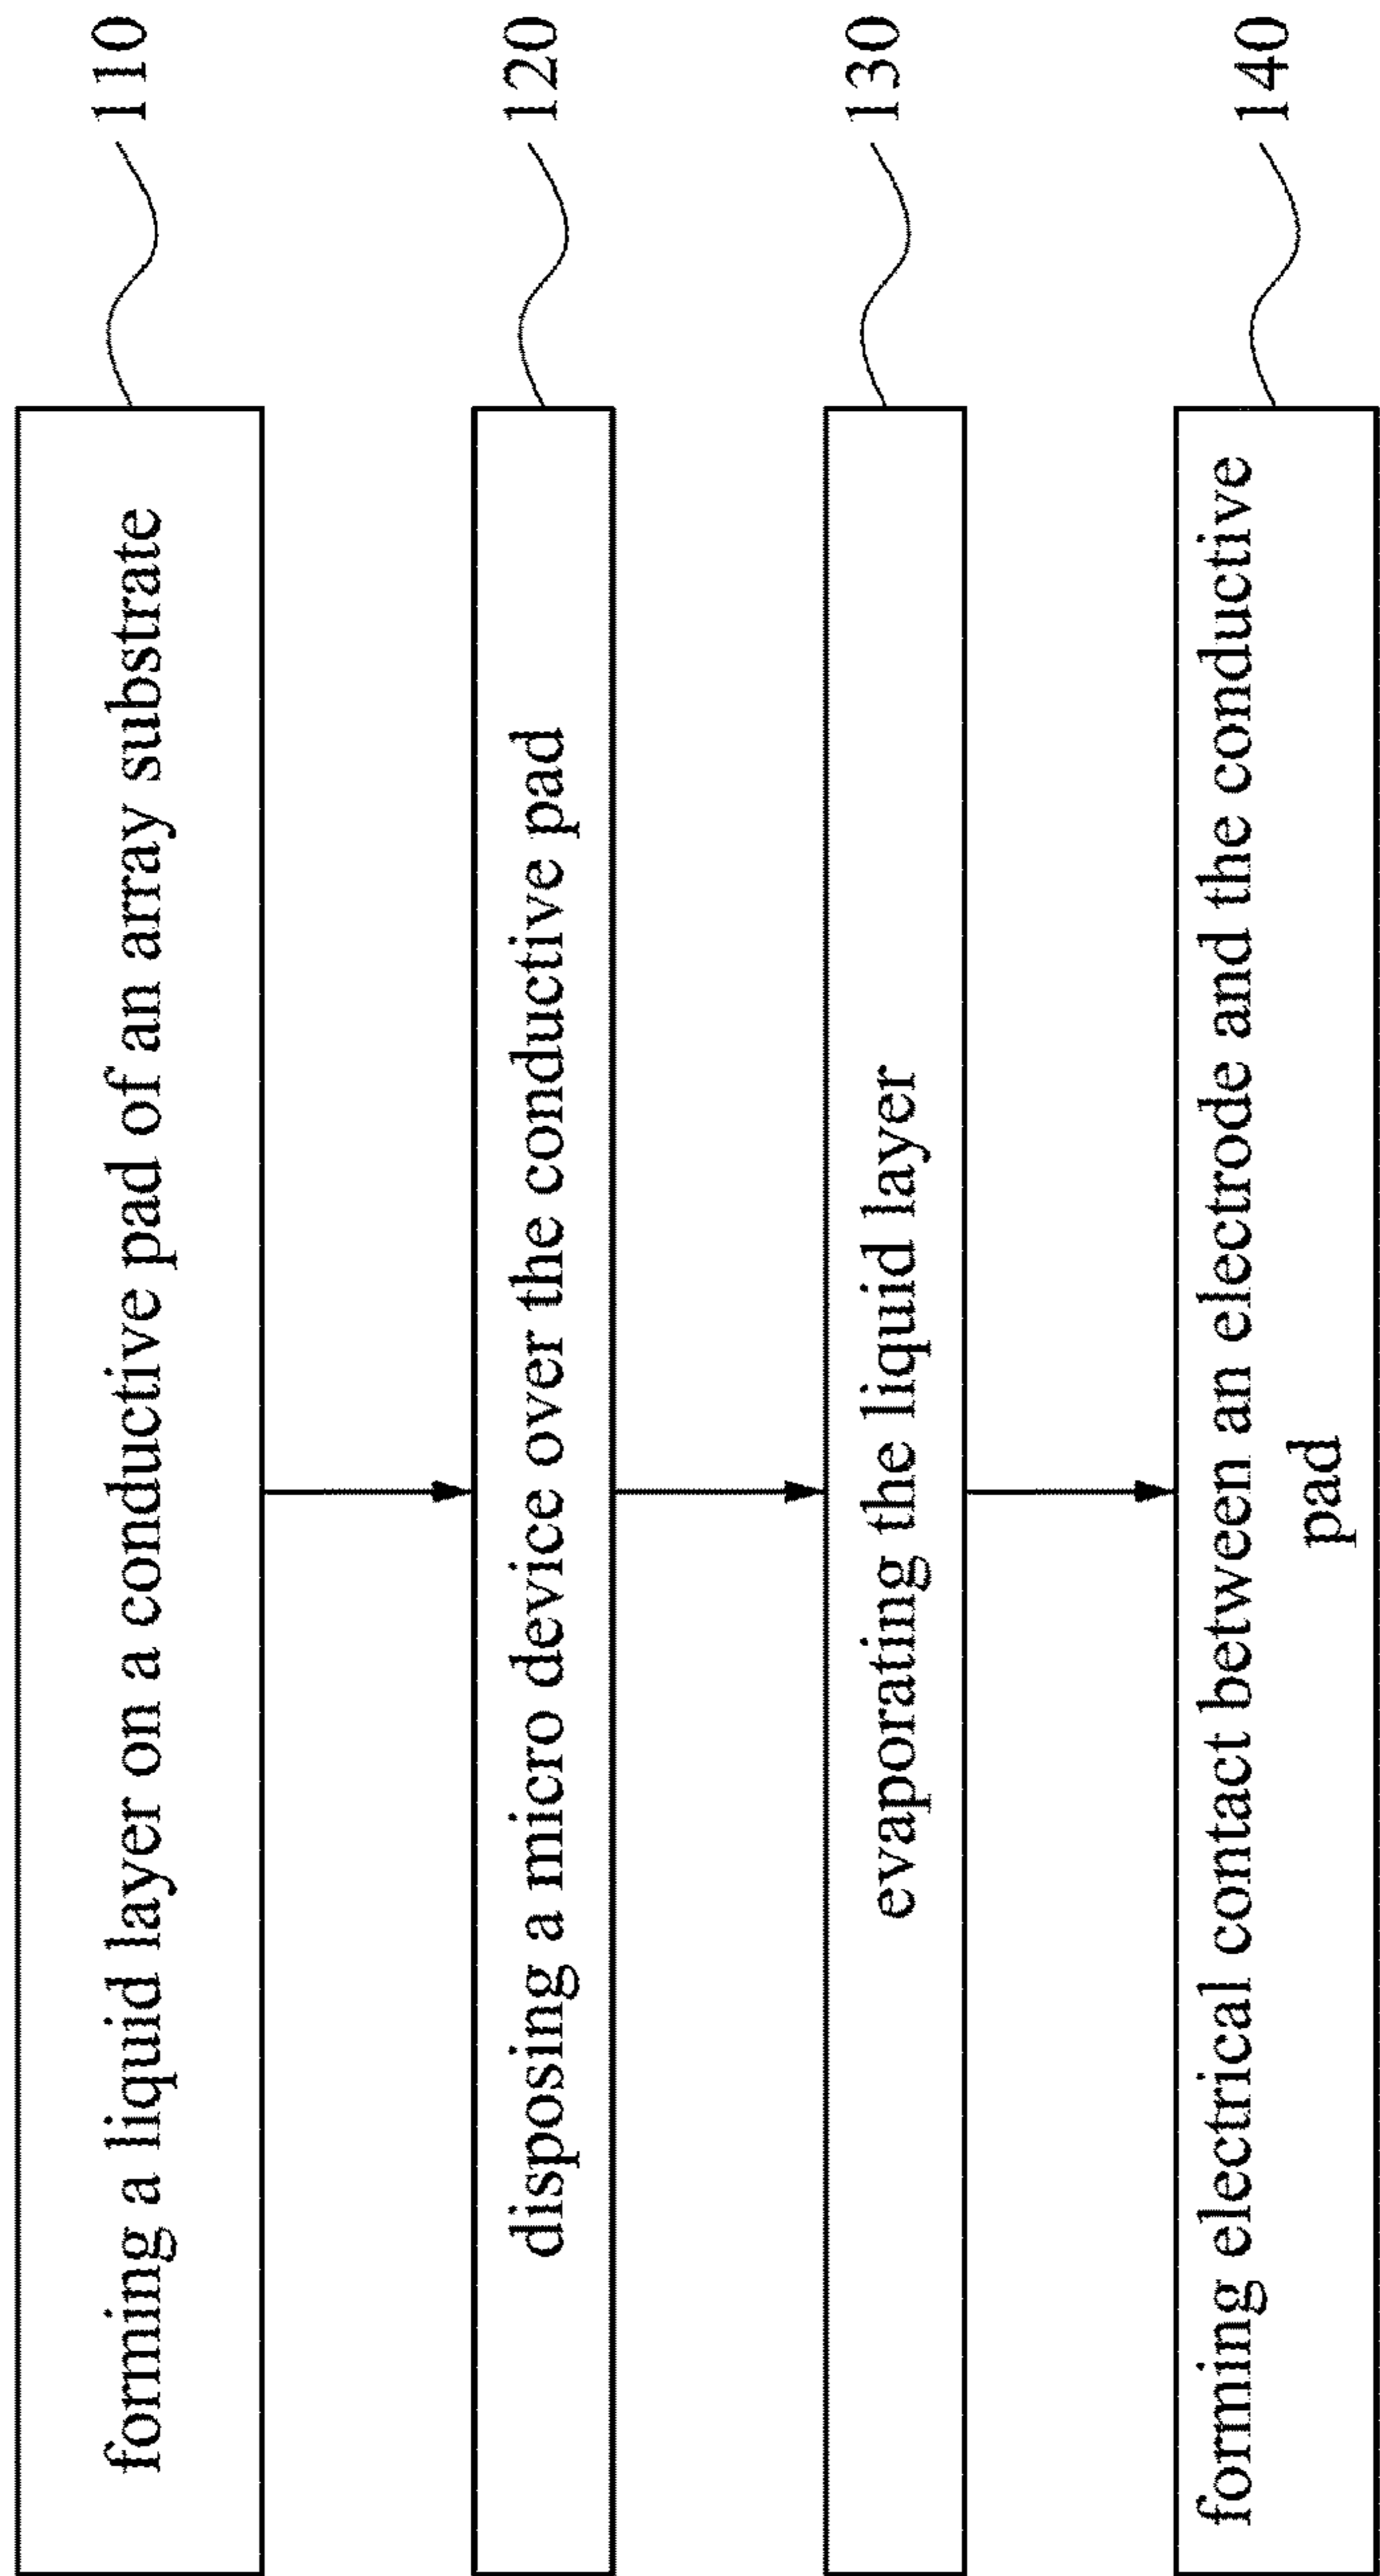 forming a liquid layer on a conductive pad of an array substrate
110
disposing a micro device over the conductive pad
120
evaporating the liquid layer
130
forming electrical contact between an electrode and the conductive
pad
140